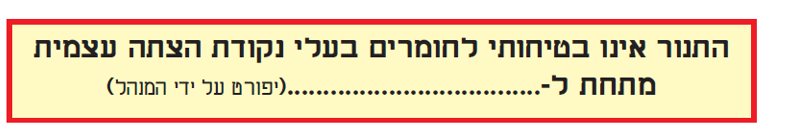 התנור אינו בטיחותי לחומרים בעלי נקודת הצתה עצמית
מתחת ל-...................................(יפורט על ידי המנהל)